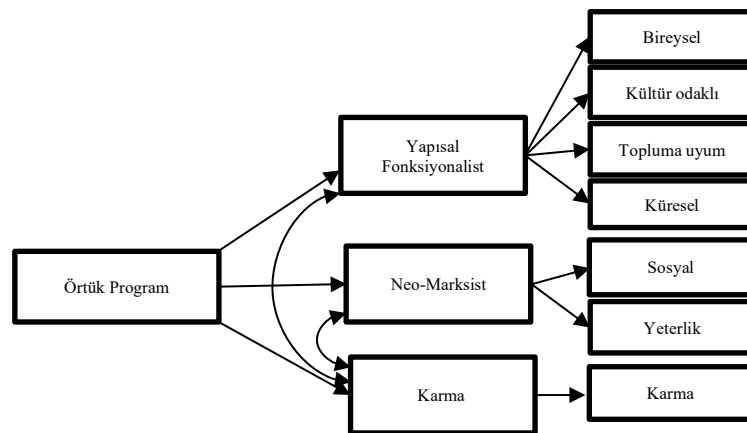 Bireysel
Kültür odaklı
Yapısal
Fonksiyonalist
Topluma uyum
Küresel
Örtük Program
Neo-Marksist
Sosyal
Yeterlik
Karma
Karma